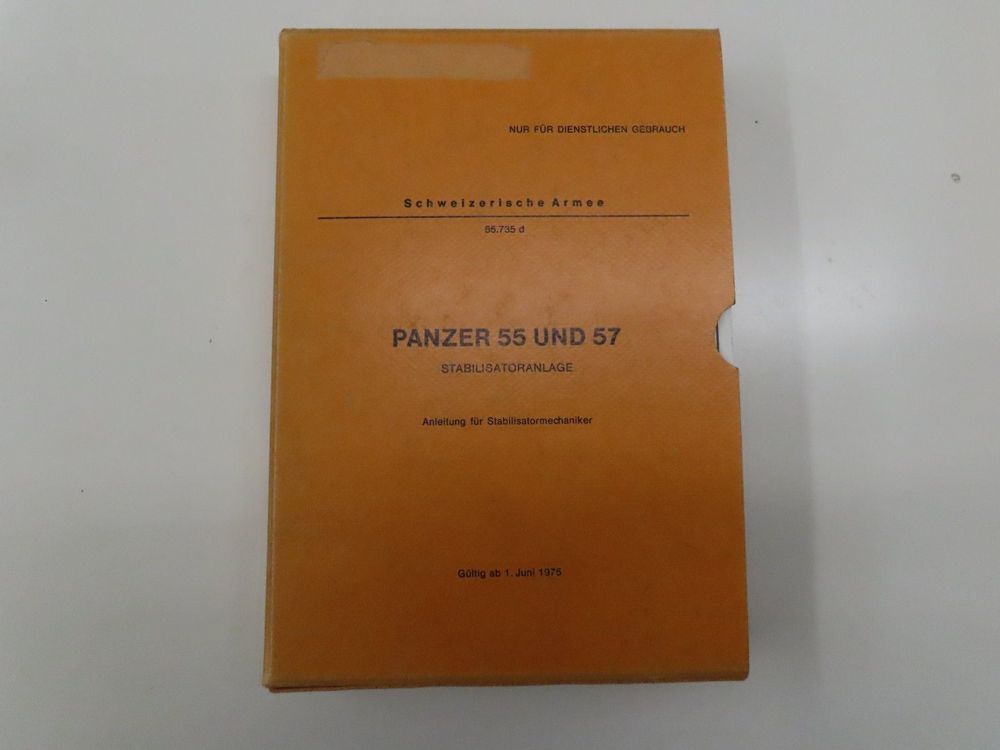 NUR FÜR DIENSTLICHEN GEBRAUCH
Schweizerische Armee
65.735 d
PANZER 55 UND 57
STABILISATORANLAGE
Anleitung für Stabilisatormechaniker
Gültig ab 1. Juni 1975